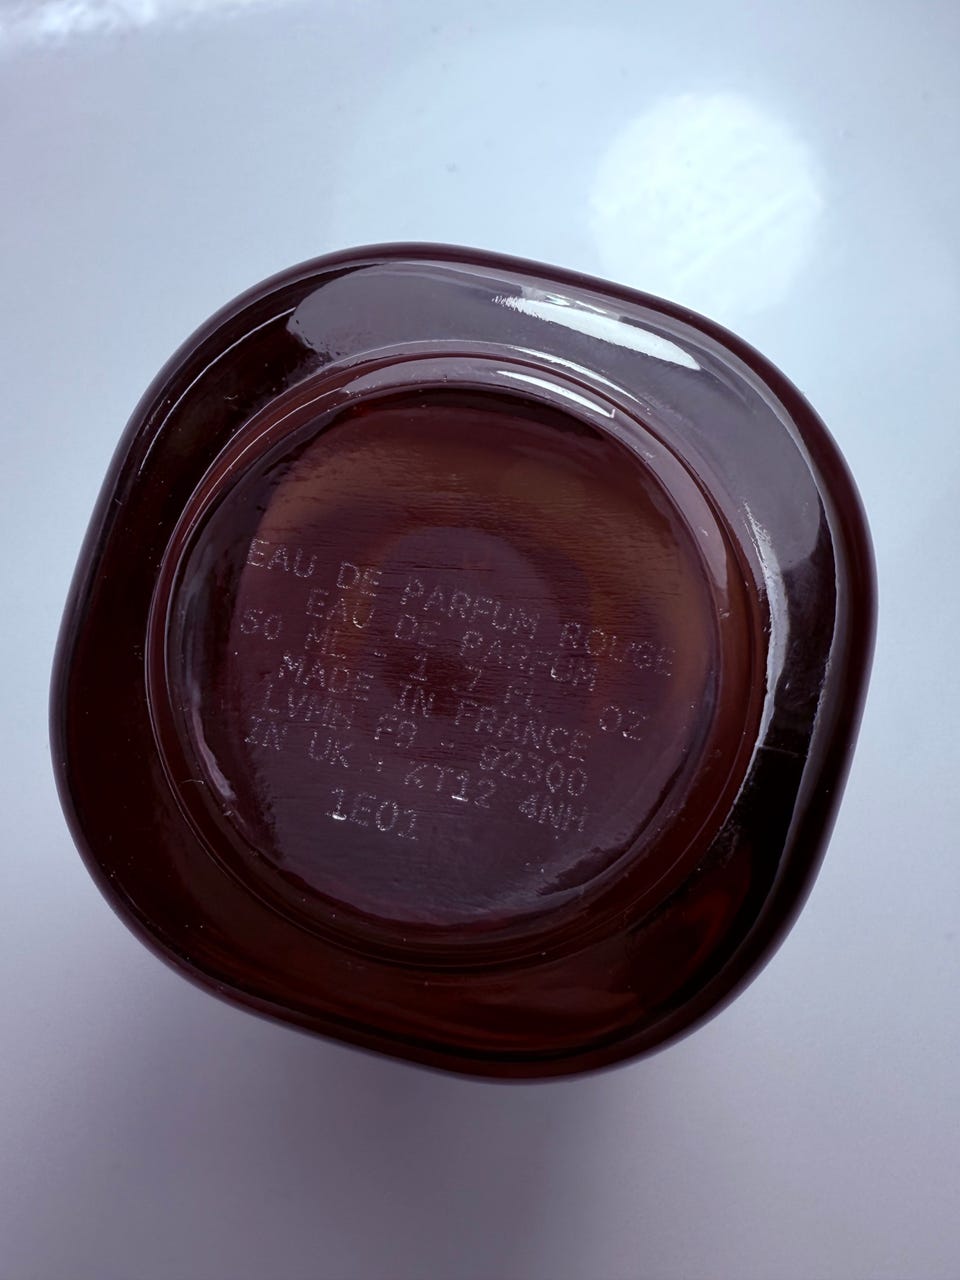 EAU DE PARFUM ROUGE
EAU DE PARFUM
50 ML - 1 7 FL OZ
MADE IN FRANCE
LVMH FB - 92300
IN UK : KT12 4NH
1E01